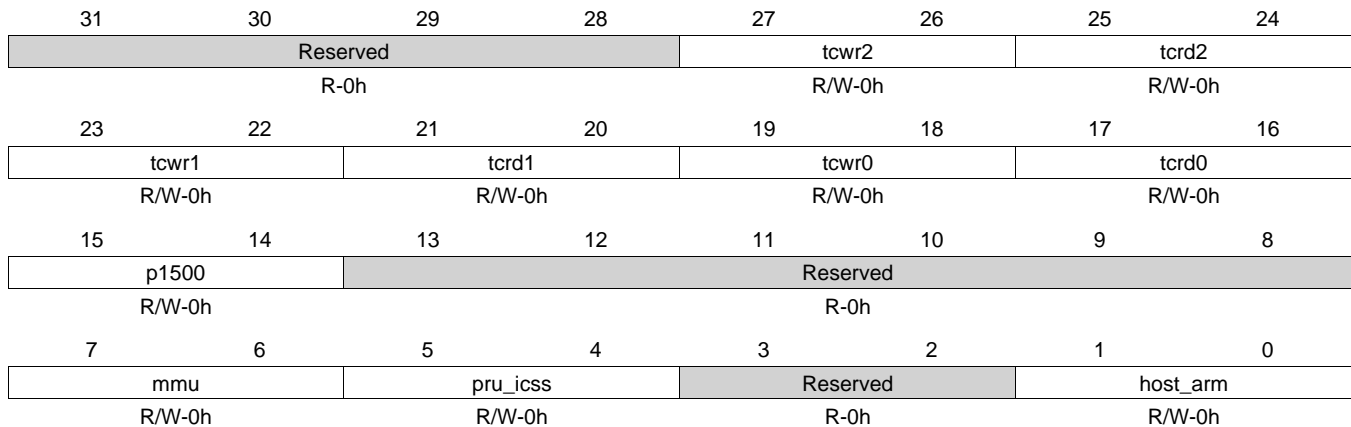 31 30 29 28 27 26 25 24
Reserved tcwr2 tcrd2
R-0h R/W-0h R/W-0h
23 22 21 20 19 18 17 16
tcwr1 tcrd1 tcwr0 tcrd0
R/W-0h R/W-0h R/W-0h R/W-0h
15 14 13 12 11 10 9 8
p1500 Reserved
R/W-0h R-0h
7 6 5 4 3 2 1 0
mmu pru_icss Reserved host_arm
R/W-0h R/W-0h R-0h R/W-0h